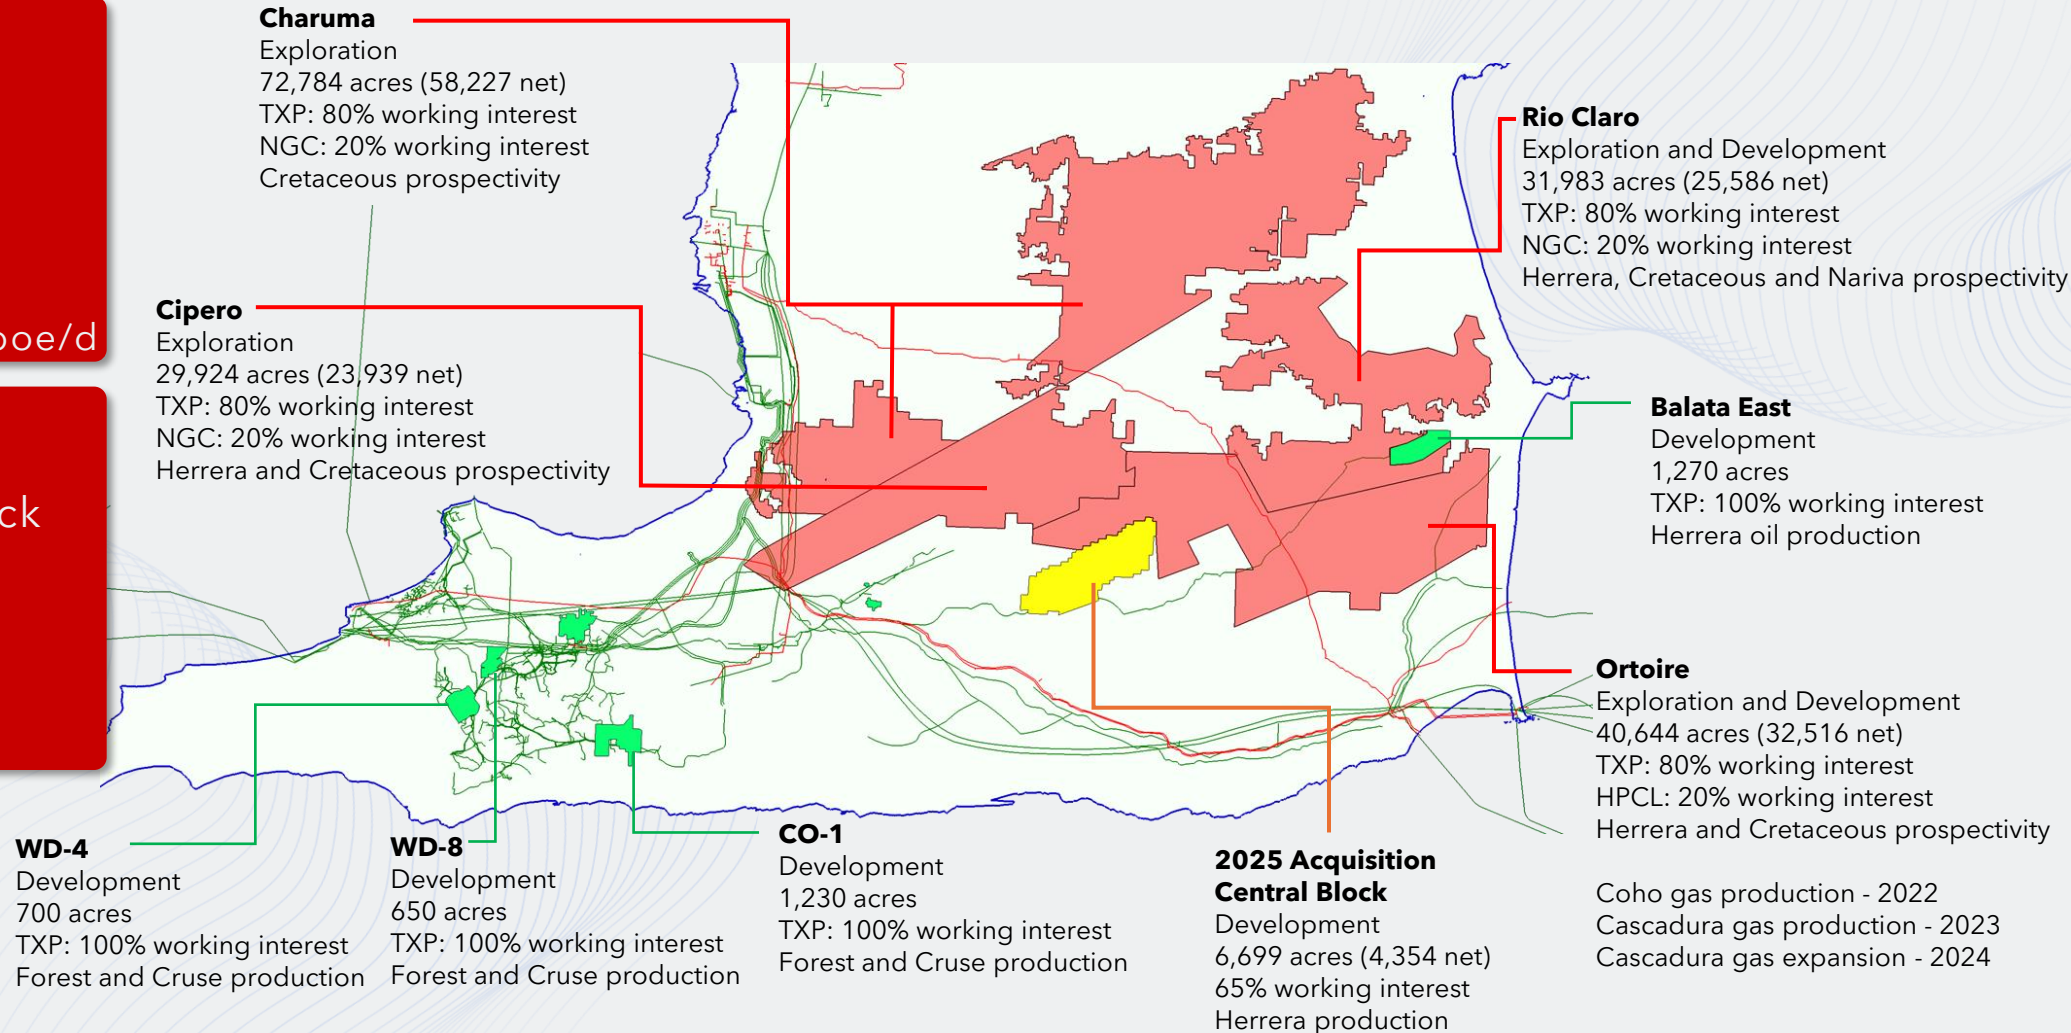 Charuma
Exploration
72,784 acres (58,227 net)
TXP: 80% working interest
NGC: 20% working interest
Cretaceous prospectivity
Rio Claro
Exploration and Development
31,983 acres (25,586 net)
TXP: 80% working interest
NGC: 20% working interest
Herrera, Cretaceous and Nariva prospectivity
Cipero
Exploration
29,924 acres (23,939 net)
TXP: 80% working interest
NGC: 20% working interest
Herrera and Cretaceous prospectivity
boe/d
ck
Balata East
Development
1,270 acres
TXP: 100% working interest
Herrera oil production
Ortoire
Exploration and Development
40,644 acres (32,516 net)
TXP: 80% working interest
HPCL: 20% working interest
Herrera and Cretaceous prospectivity
Coho gas production - 2022
Cascadura gas production - 2023
Cascadura gas expansion - 2024
WD-4
Development
700 acres
TXP: 100% working interest
Forest and Cruse production
WD-8
Development
650 acres
TXP: 100% working interest
Forest and Cruse production
CO-1
Development
1,230 acres
TXP: 100% working interest
Forest and Cruse production
2025 Acquisition
Central Block
Development
6,699 acres (4,354 net)
65% working interest
Herrera production